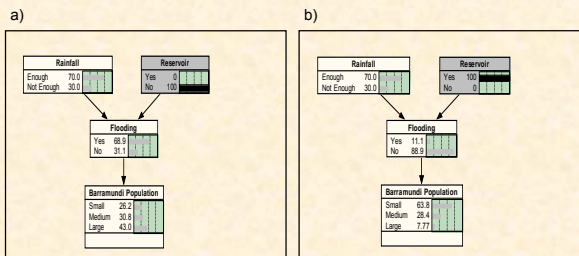 a)
Rainfall
Enough 70.0
Not Enough 30.0
Reservoir
Yes 0
No 100
Flooding
Yes 68.9
No 31.1
Barramundi Population
Small 26.2
Medium 30.8
Large 43.0
b)
Rainfall
Enough 70.0
Not Enough 30.0
Reservoir
Yes 100
No 0
Flooding
Yes 11.1
No 88.9
Barramundi Population
Small 63.8
Medium 28.4
Large 7.77